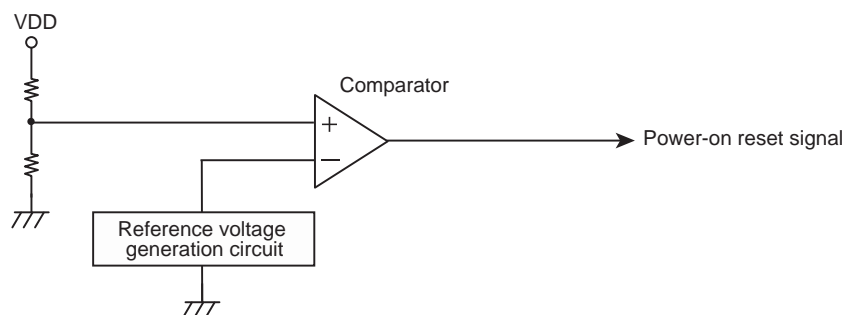 VDD
Comparator
+
−
Power-on reset signal
Reference voltage
generation circuit